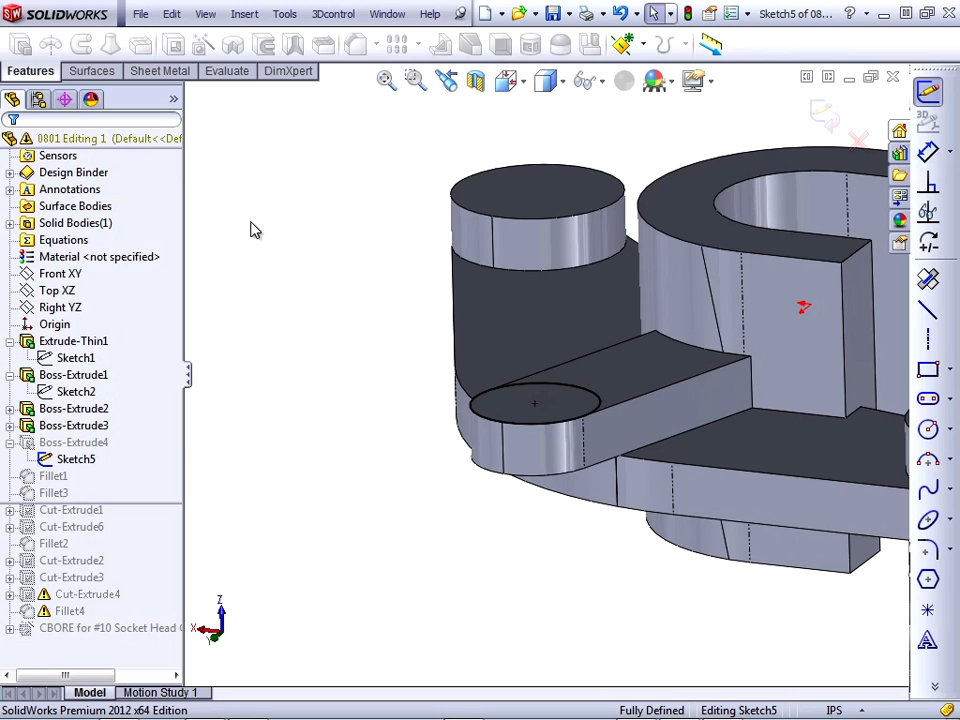 SOLIDWORKS File Edit View Insert Tools 3Dcontrol Window Help Sketch5 of 08... ?
Features Surfaces Sheet Metal Evaluate DimXpert
»
0801 Editing 1 (Default<<Def
Sensors
Design Binder
Annotations
Surface Bodies
Solid Bodies(1)
Equations
Material <not specified>
Front XY
Top XZ
Right YZ
Origin
Extrude-Thin1
Sketch1
Boss-Extrude1
Sketch2
Boss-Extrude2
Boss-Extrude3
Boss-Extrude4
Sketch5
Fillet1
Fillet3
Cut-Extrude1
Cut-Extrude6
Fillet2
Cut-Extrude2
Cut-Extrude3
Cut-Extrude4
Fillet4
CBORE for #10 Socket Head C
3D
Z
X
Y
Model Motion Study 1
SolidWorks Premium 2012 x64 Edition Fully Defined Editing Sketch5 IPS